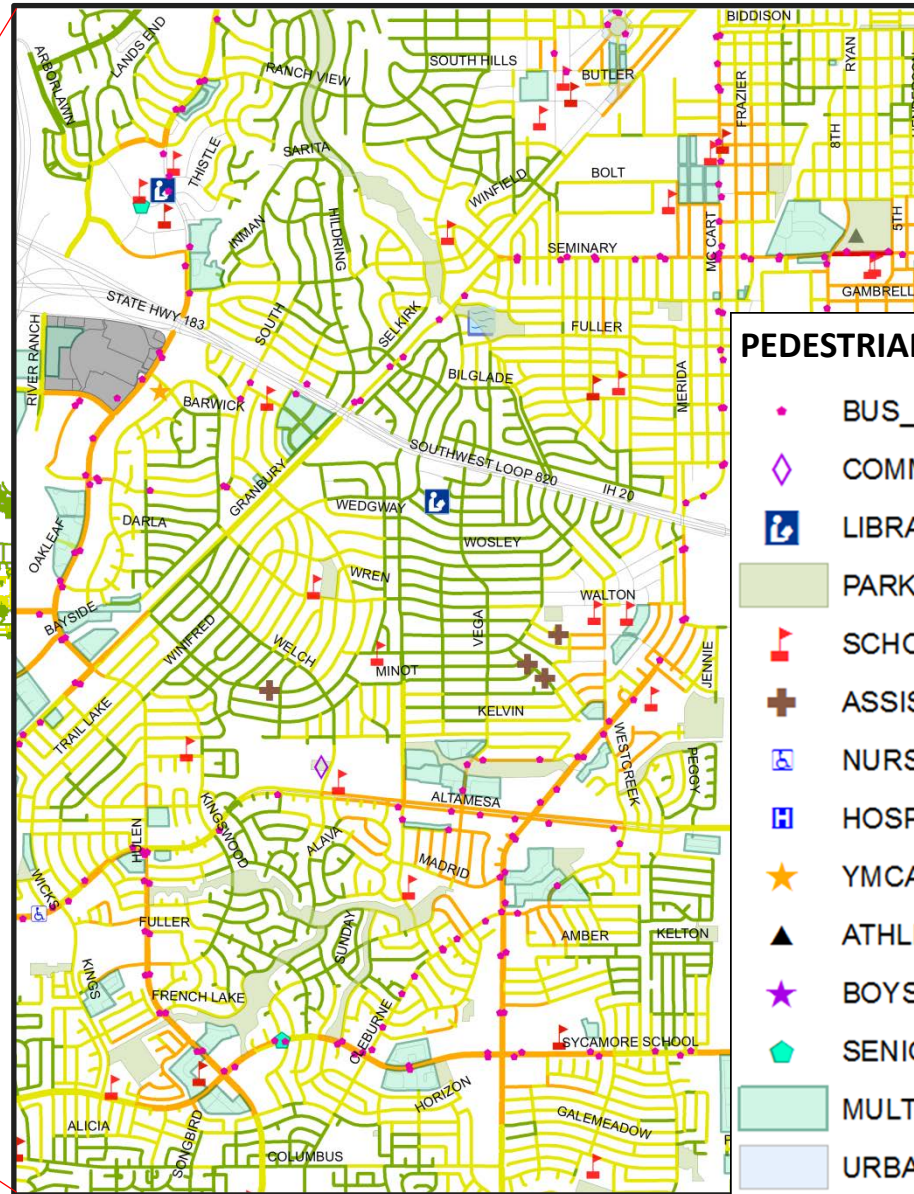 BIDDISON
LANDS END
ARBORLAWN
SOUTH HILLS
RYAN
RANCH VIEW
BUTLER
FRAZIER
8TH
THISTLE
SARITA
BOLT
WINFIELD
INMAN
HILDRING
5TH
MC CART
SEMINARY
GAMBRELL
STATE HWY 183
SOUTH
SELKIRK
FULLER
RIVER RANCH
BILGLADE
MERIDA
BARWICK
SOUTHWEST LOOP 820
IH 20
GRANBURY
WEDGWAY
DARLA
OAKLEAF
WOSLEY
WREN
WALTON
BAYSIDE
VEGA
WINIFRED
WELCH
MINOT
JENNIE
KELVIN
TRAIL LAKE
WESTCREEK
PEGGY
ALTAMESA
KINGSWOOD
ALAVA
HULEN
MADRID
WICKS
FULLER
SUNDAY
AMBER
KELTON
KINGS
FRENCH LAKE
CLEBURNE
SYCAMORE SCHOOL
HORIZON
GALEMEADOW
ALICIA
SONGBIRD
COLUMBUS
PEDESTRIA
BUS_
COMM
LIBRA
PARK
SCHO
ASSIS
NURS
HOSP
YMCA
ATHLE
BOYS
SENIO
MULT
URBA